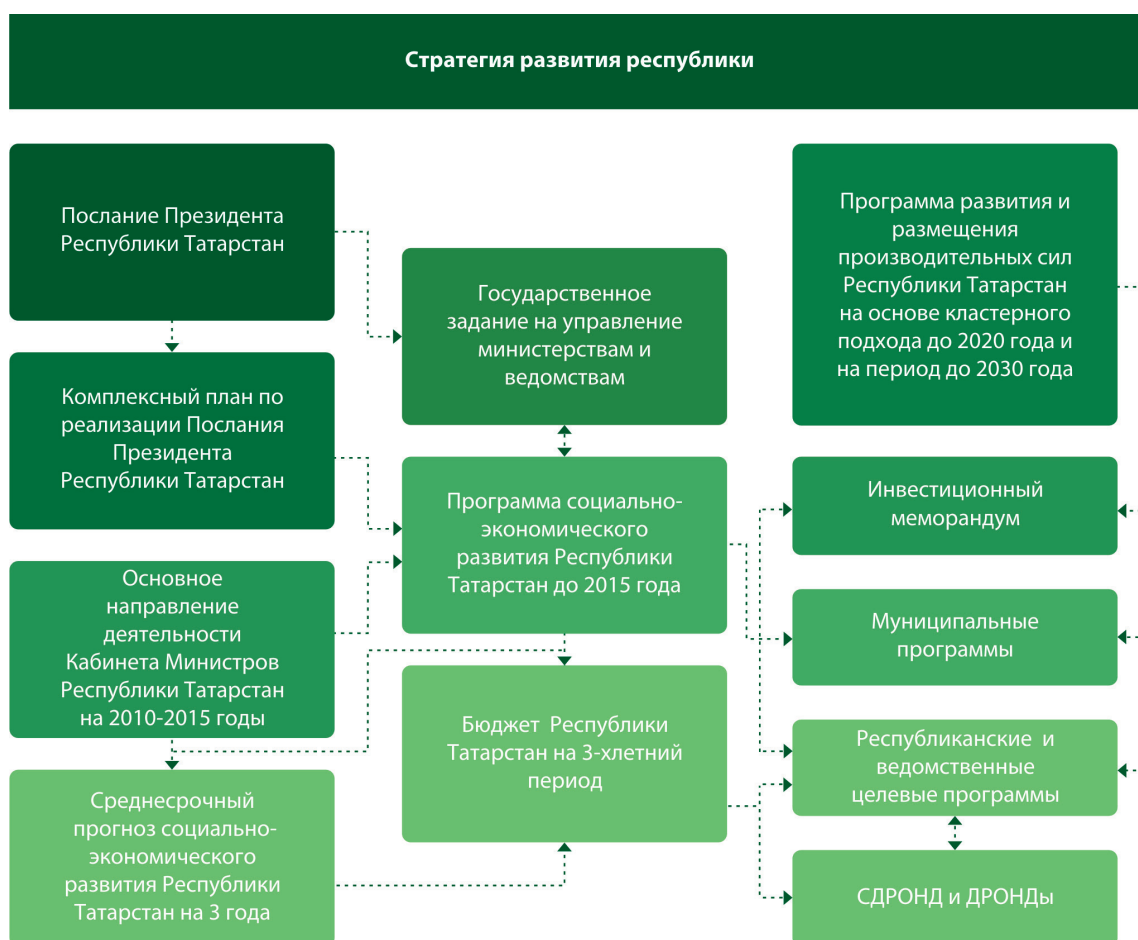 Стратегия развития республики
Послание Президента
Республики Татарстан
Комплексный план по
реализации Послания
Президента
Республики Татарстан
Основное
направление
деятельности
Кабинета Министров
Республики Татарстан
на 2010-2015 годы
Среднесрочный
прогноз социально-
экономического
развития Республики
Татарстан на 3 года
Государственное
задание на управление
министерствам и
ведомствам
Программа социально-
экономического
развития Республики
Татарстан до 2015 года
Бюджет Республики
Татарстан на 3-хлетний
период
Программа развития и
размещения
производительных сил
Республики Татарстан
на основе кластерного
подхода до 2020 года и
на период до 2030 года
Инвестиционный
меморандум
Муниципальные
программы
Республиканские и
ведомственные
целевые программы
СДРОНД и ДРОНДы